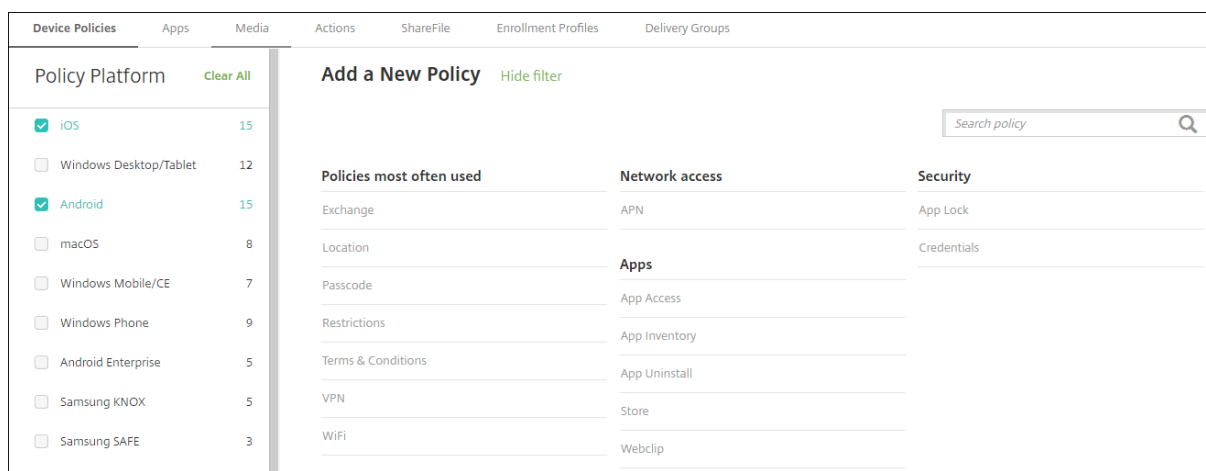 Device Policies Apps Media Actions ShareFile Enrollment Profiles Delivery Groups
Policy Platform Clear All
iOS 15
Windows Desktop/Tablet 12
Android 15
macOS 8
Windows Mobile/CE 7
Windows Phone 9
Android Enterprise 5
Samsung KNOX 5
Samsung SAFE 3
Add a New Policy Hide filter
Search policy
Policies most often used
Exchange
Location
Passcode
Restrictions
Terms & Conditions
VPN
WiFi
Network access
APN
Apps
App Access
App Inventory
App Uninstall
Store
Webclip
Security
App Lock
Credentials